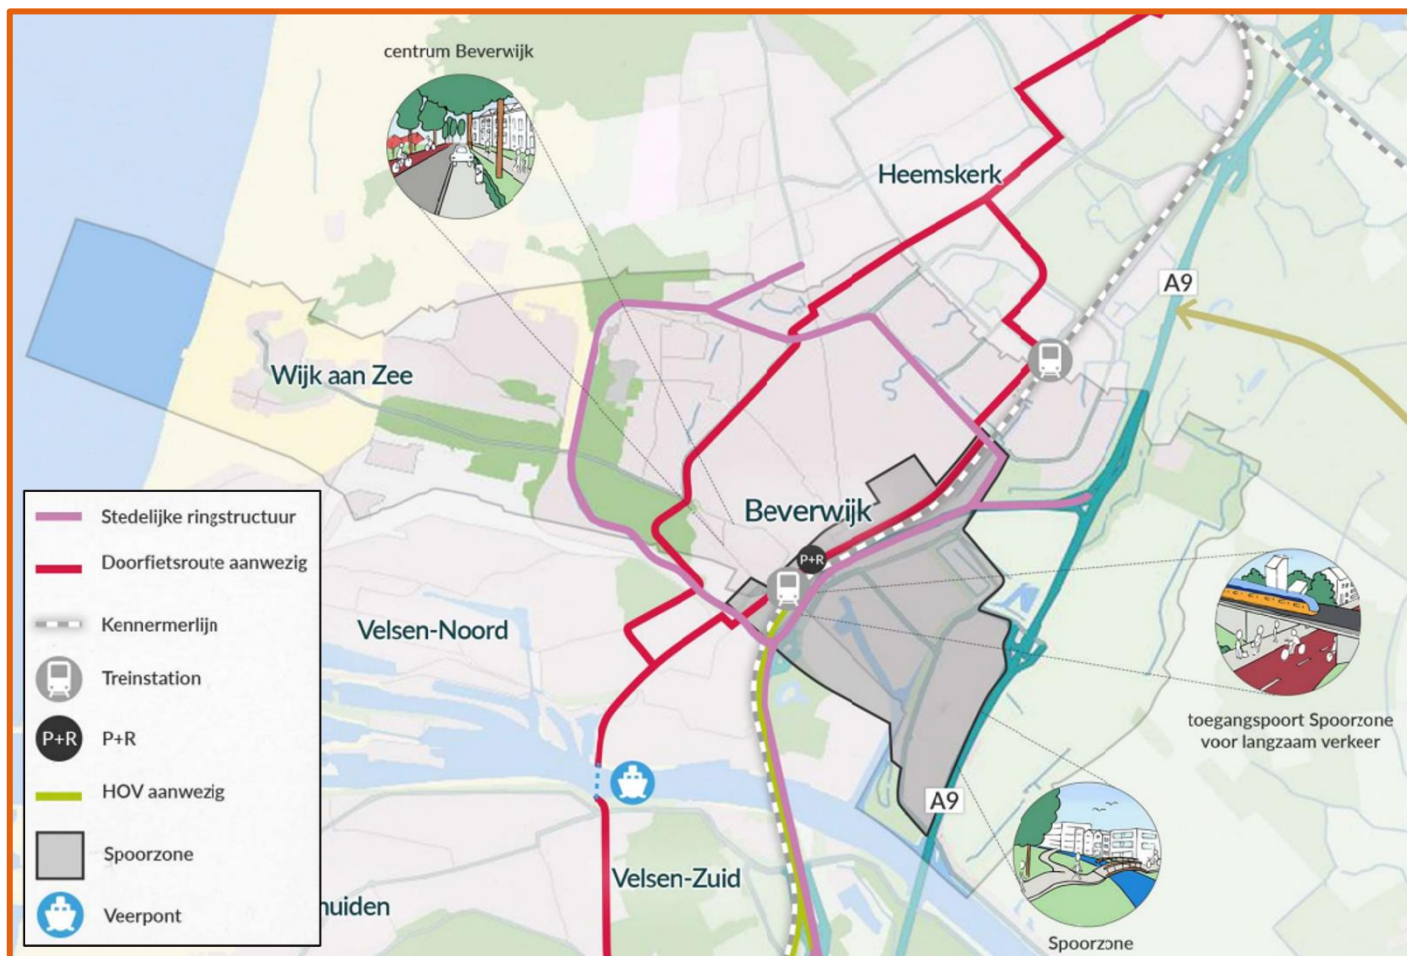 centrum Beverwijk
Heemskerk
A9
Wijk aan Zee
Beverwijk
P+R
Velsen-Noord
toegangspoort Spoorzone
voor langzaam verkeer
A9
Velsen-Zuid
huiden
Spoorzone
Stedelijke ringstructuur
Doorfietsroute aanwezig
Kennermerlijn
Treinstation
P+R P+R
HOV aanwezig
Spoorzone
Veerpont